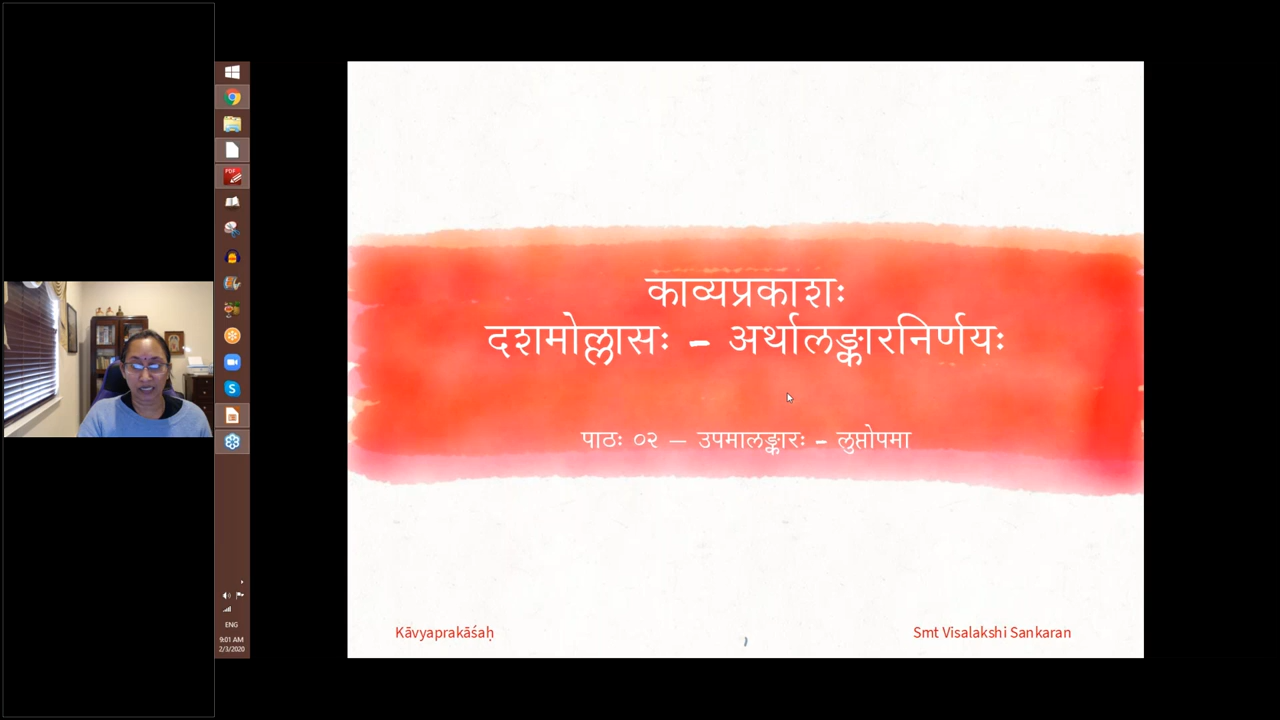 काव्यप्रकाशः
दशमोल्लासः - अर्थालङ्कारनिर्णयः
पाठः ०२ – उपमालङ्कारः - लुप्तोपमा
Kāvyaprakāśaḥ
Smt Visalakshi Sankaran
PDF
ENG
9:01 AM
2/3/2020